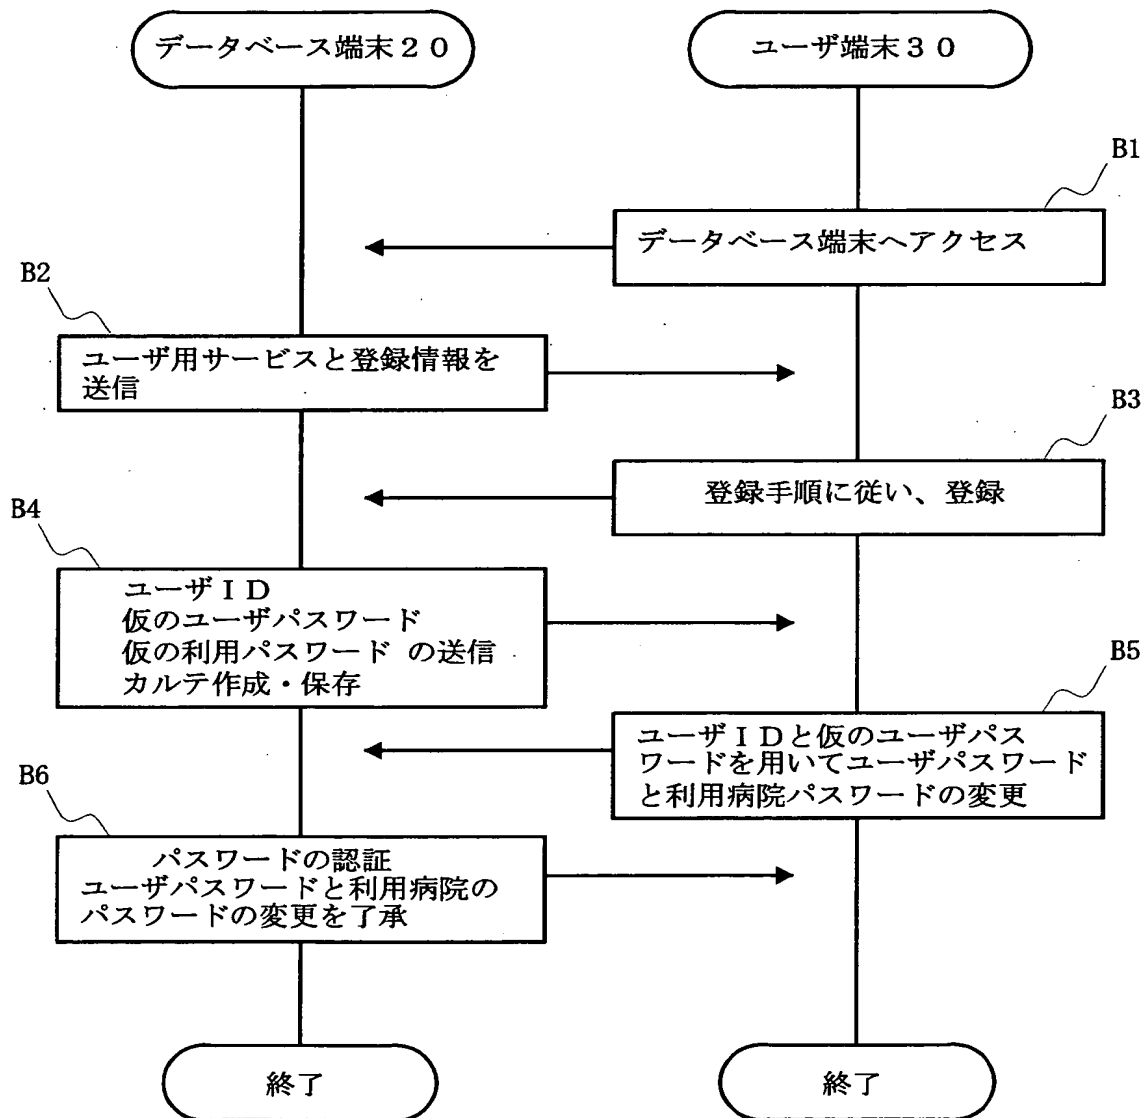 データベース端末20
ユーザ端末30
B1
データベース端末へアクセス
B2
ユーザ用サービスと登録情報を
送信
B3
登録手順に従い、登録
B4
ユーザID
仮のユーザパスワード
仮の利用パスワード の送信
カルテ作成・保存
B5
ユーザIDと仮のユーザパス
ワードを用いてユーザパスワード
と利用病院パスワードの変更
B6
パスワードの認証
ユーザパスワードと利用病院の
パスワードの変更を了承
終了
終了